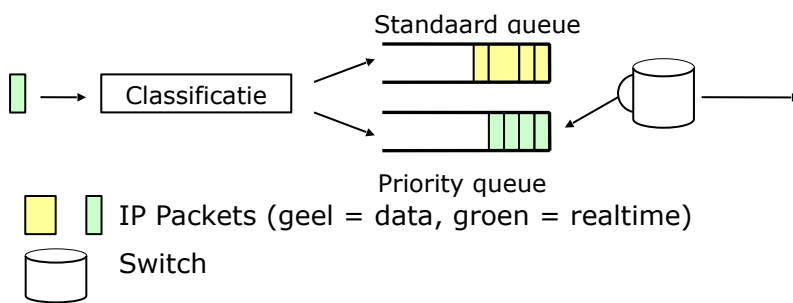 Standaard queue
Classificatie
Priority queue
IP Packets (geel = data, groen = realtime)
Switch